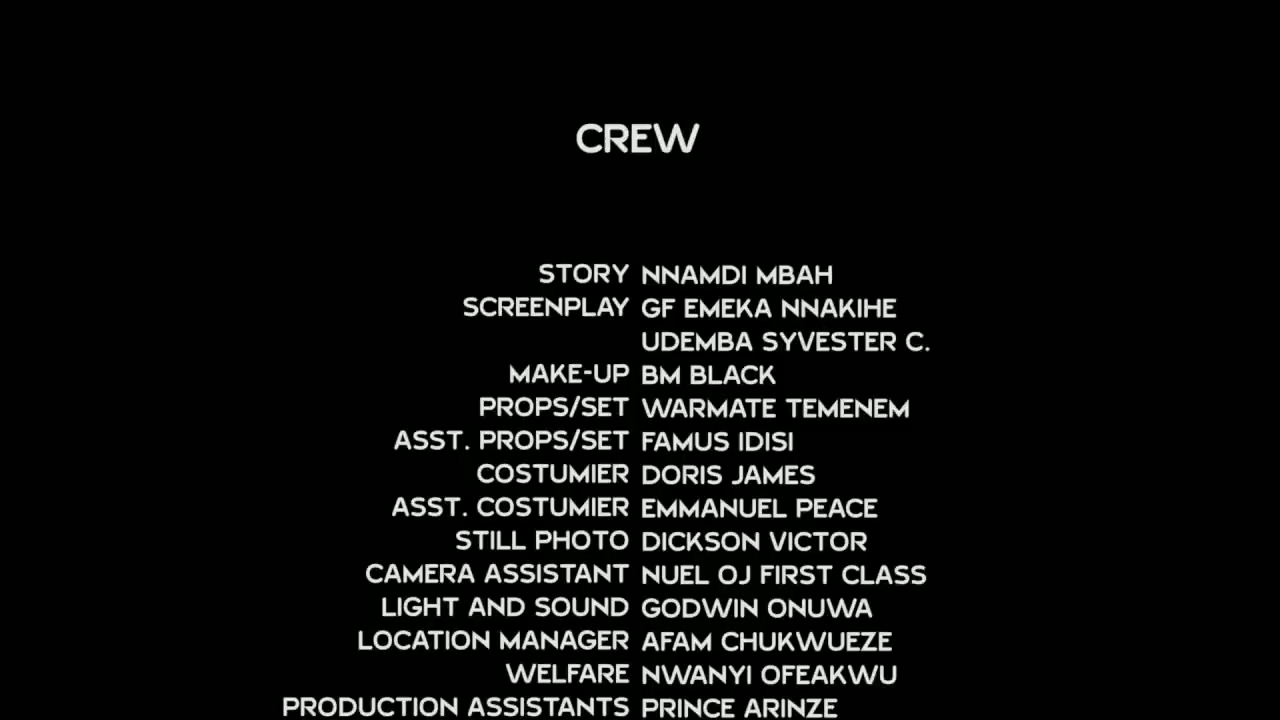 CREW
STORY NNAMDI MBAH
SCREENPLAY GF EMEKA NNAKIHE
UDEMBA SYVESTER C.
MAKE-UP BM BLACK
PROPS/SET WARMATE TEMENEM
ASST. PROPS/SET FAMUS IDISI
COSTUMIER DORIS JAMES
ASST. COSTUMIER EMMANUEL PEACE
STILL PHOTO DICKSON VICTOR
CAMERA ASSISTANT NUEL OJ FIRST CLASS
LIGHT AND SOUND GODWIN ONUWA
LOCATION MANAGER AFAM CHUKWUEZE
WELFARE NWANYI OFEAKWU
PRODUCTION ASSISTANTS PRINCE ARINZE